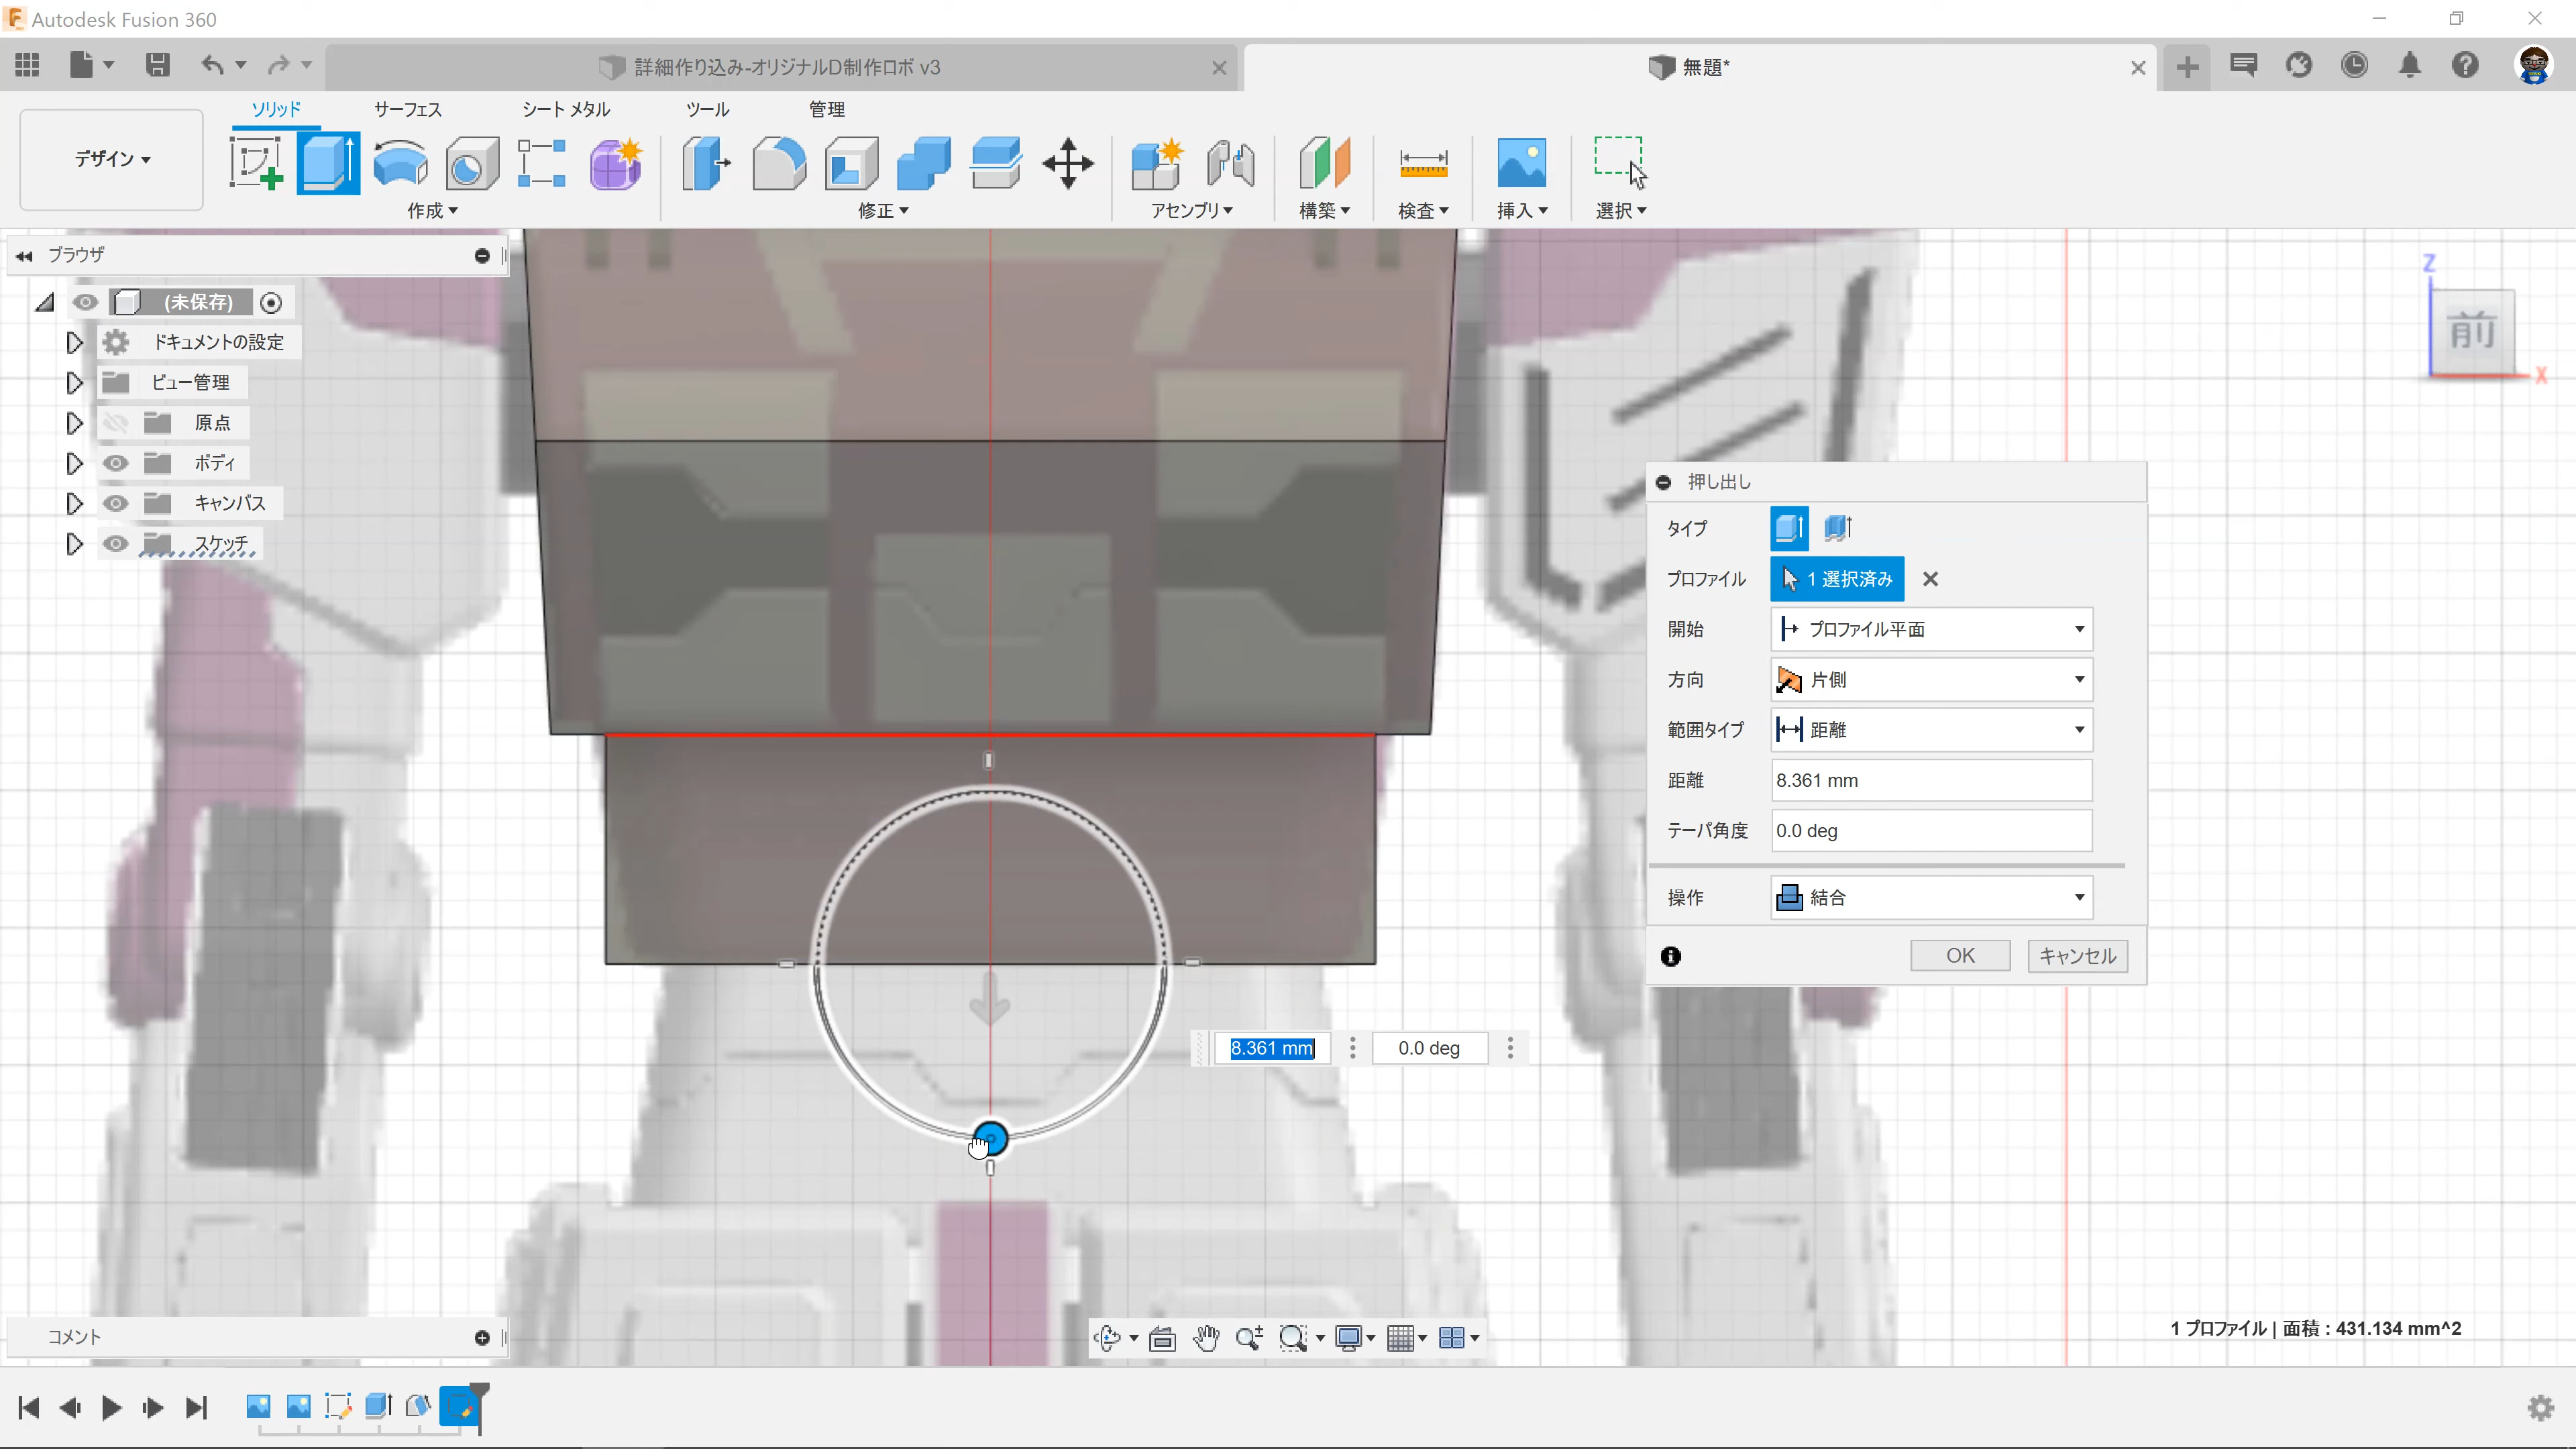 Autodesk Fusion 360
詳細作り込み-オリジナルD制作ロボ v3
無題*
ソリッド サーフェス シート メタル ツール 管理
デザイン
作成 修正 アセンブリ 構築 検査 挿入 選択
ブラウザ
(未保存)
ドキュメントの設定
ビュー管理
原点
ボディ
キャンバス
スケッチ
Z
前
X
押し出し
タイプ
プロファイル 1 選択済み
開始 プロファイル平面
方向 片側
範囲タイプ 距離
距離 8.361 mm
テーパ角度 0.0 deg
操作 結合
OK キャンセル
8.361 mm 0.0 deg
1 プロファイル | 面積 : 431.134 mm^2
コメント